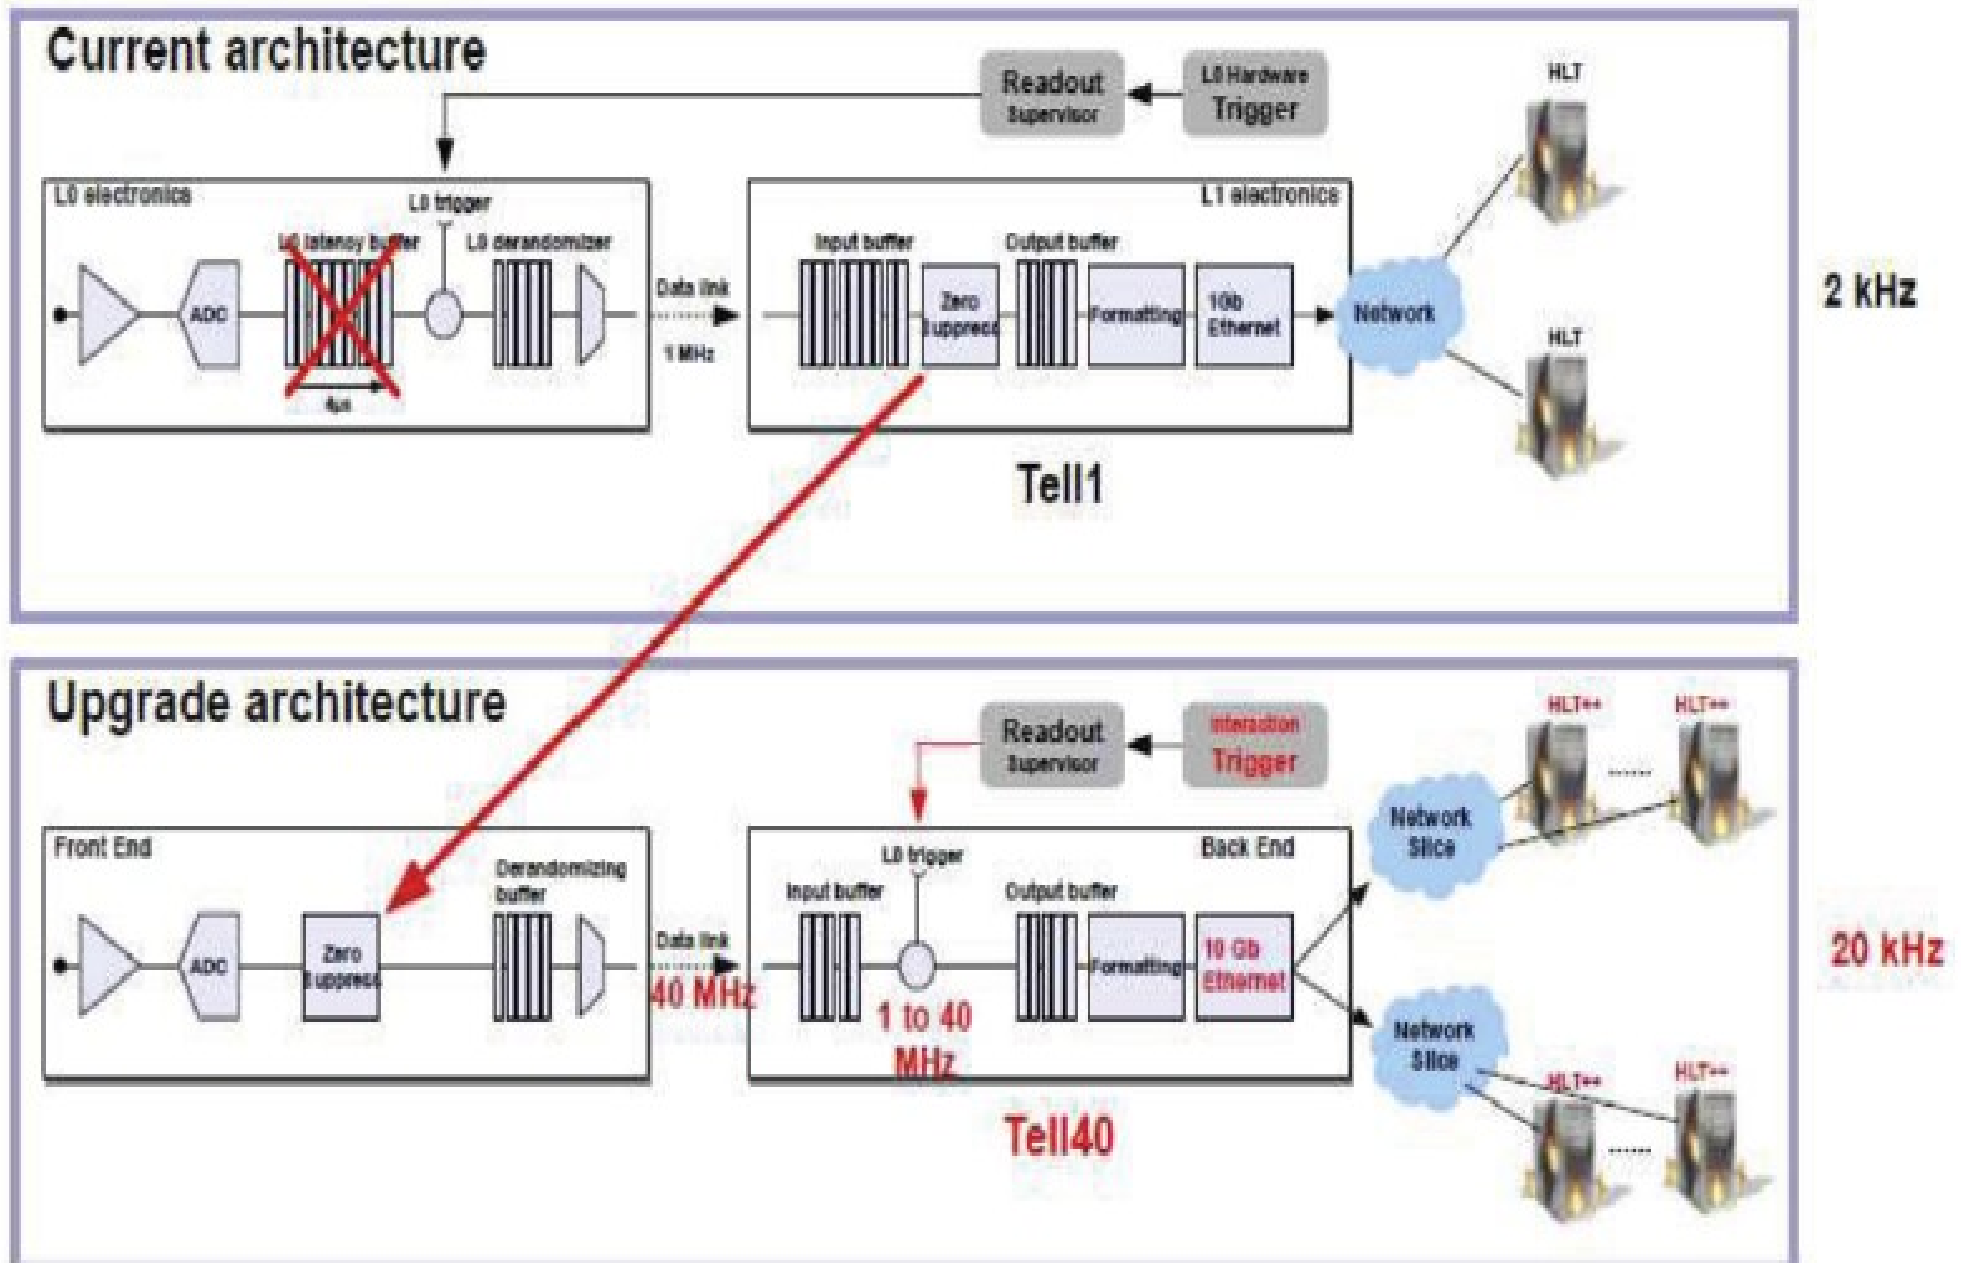 Current architecture
Readout
Supervisor
L0 Hardware
Trigger
HLT
L0 electronics
L0 trigger
L0 latency buffer
L0 derandomizer
ADC
4µs
Data link
1 MHz
L1 electronics
Input buffer
Output buffer
Zero
Suppress
Formatting
1Gb
Ethernet
Network
HLT
2 kHz
Tell1
Upgrade architecture
Readout
Supervisor
Interaction
Trigger
HLT++
HLT++
Front End
Derandomizing
buffer
ADC
Zero
Suppress
Data link
40 MHz
Back End
L0 trigger
Input buffer
Output buffer
1 to 40
MHz
Formatting
10 Gb
Ethernet
Network
Slice
......
20 kHz
Network
Slice
HLT++
HLT++
......
Tell40